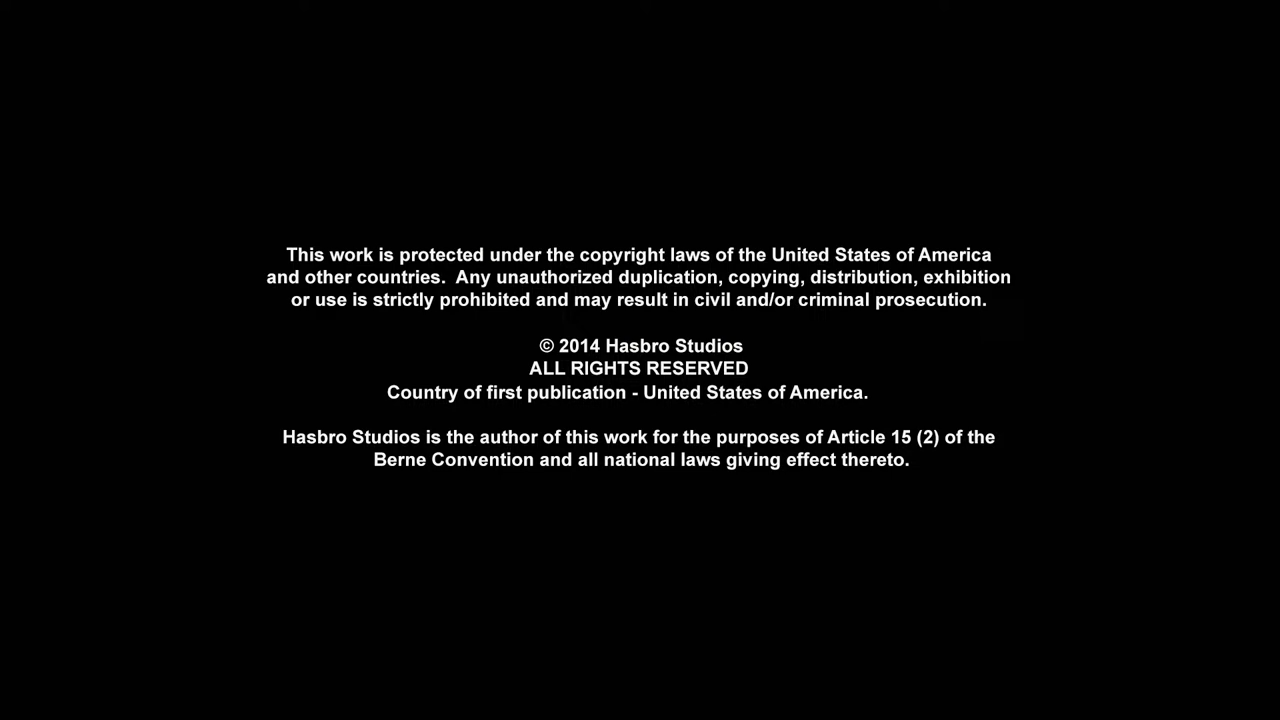 This work is protected under the copyright laws of the United States of America
and other countries.  Any unauthorized duplication, copying, distribution, exhibition
or use is strictly prohibited and may result in civil and/or criminal prosecution.
© 2014 Hasbro Studios
ALL RIGHTS RESERVED
Country of first publication - United States of America.
Hasbro Studios is the author of this work for the purposes of Article 15 (2) of the
Berne Convention and all national laws giving effect thereto.